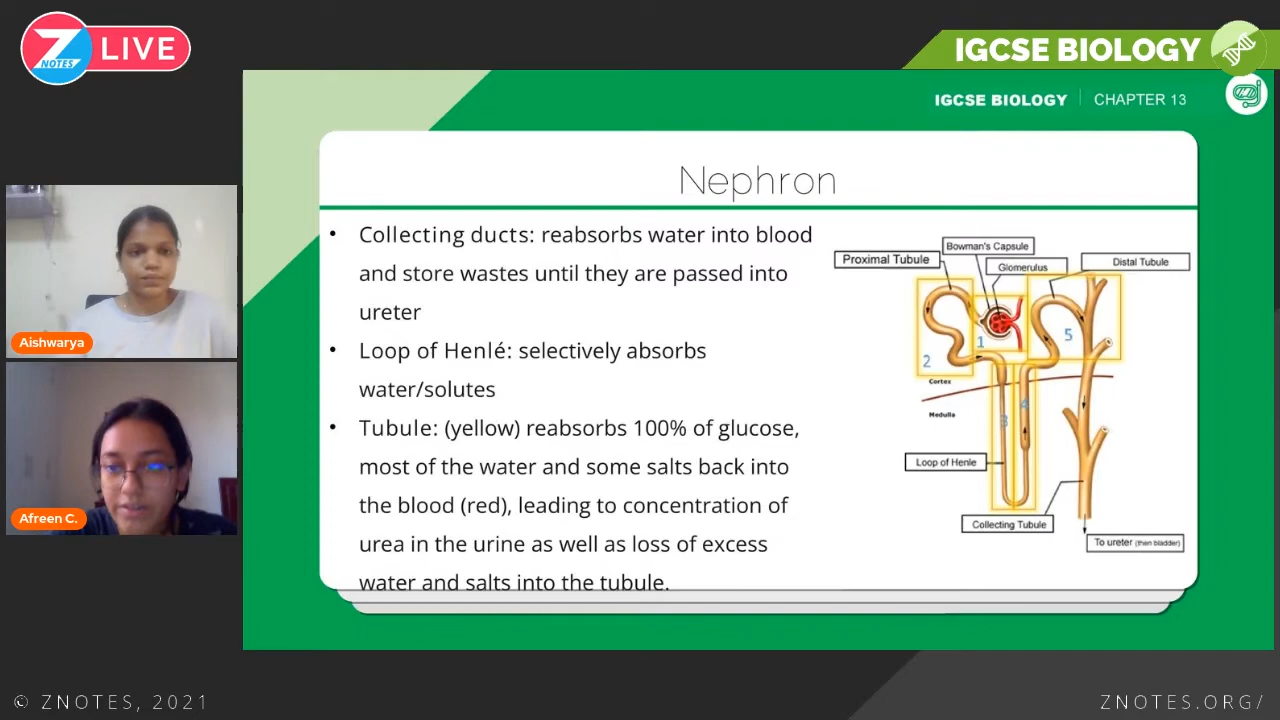 Z
NOTES
LIVE
IGCSE BIOLOGY
IGCSE BIOLOGY
CHAPTER 13
Nephron
• Collecting ducts: reabsorbs water into blood
and store wastes until they are passed into
ureter
• Loop of Henlé: selectively absorbs
water/solutes
• Tubule: (yellow) reabsorbs 100% of glucose,
most of the water and some salts back into
the blood (red), leading to concentration of
urea in the urine as well as loss of excess
water and salts into the tubule.
Bowman's Capsule
Proximal Tubule
Glomerulus
Distal Tubule
1
5
2
Cortex
Medulla
4
3
Loop of Henle
Collecting Tubule
To ureter (then bladder)
Aishwarya
Afreen C.
© ZNOTES, 2021
ZNOTES.ORG/